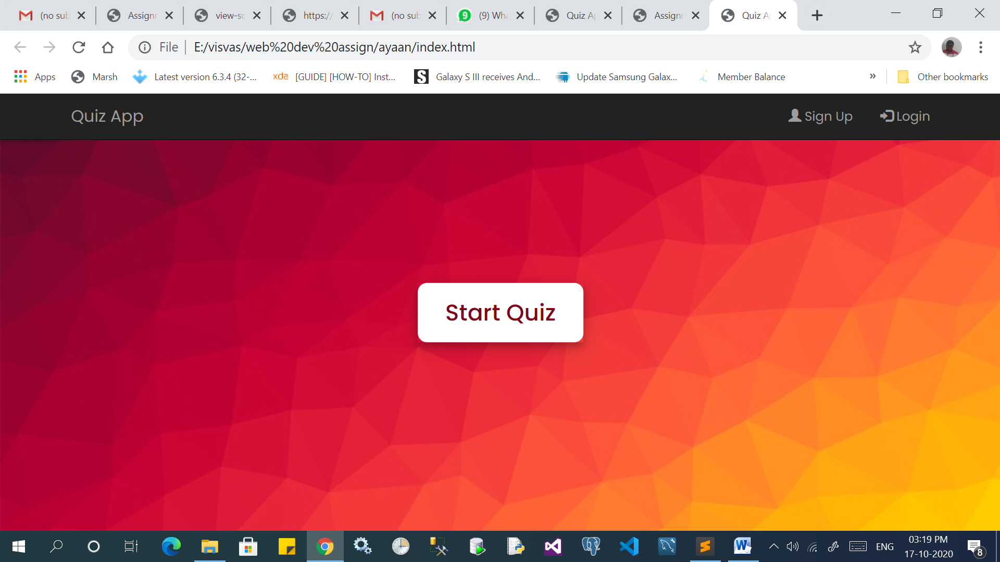 (no sub
Assignr
view-sc
https://
(no sub
(9) Wha
Quiz Ap
Assignr
Quiz A
File
E:/visvas/web%20dev%20assign/ayaan/index.html
Apps
Marsh
Latest version 6.3.4 (32-...
xda
[GUIDE] [HOW-TO] Inst...
S
Galaxy S III receives And...
Update Samsung Galax...
Member Balance
»
Other bookmarks
Quiz App
Sign Up
Login
Start Quiz
ENG
03:19 PM
17-10-2020
8